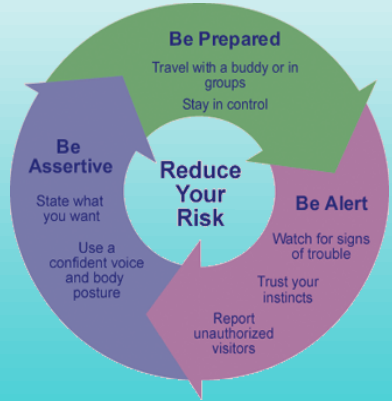 Be Prepared
Travel with a buddy or in
groups
Stay in control
Reduce
Your
Risk
Be Alert
Watch for signs
of trouble
Trust your
instincts
Report
unauthorized
visitors
Be
Assertive
State what
you want
Use a
confident voice
and body
posture